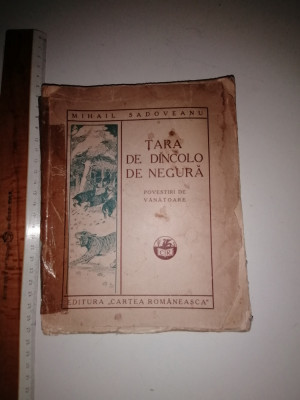 MIHAIL SADOVEANU
ȚARA
DE DINCOLO
DE NEGURĂ
POVESTIRI DE
VÂNĂTOARE
EDITURA „CARTEA ROMÂNEASCĂ"